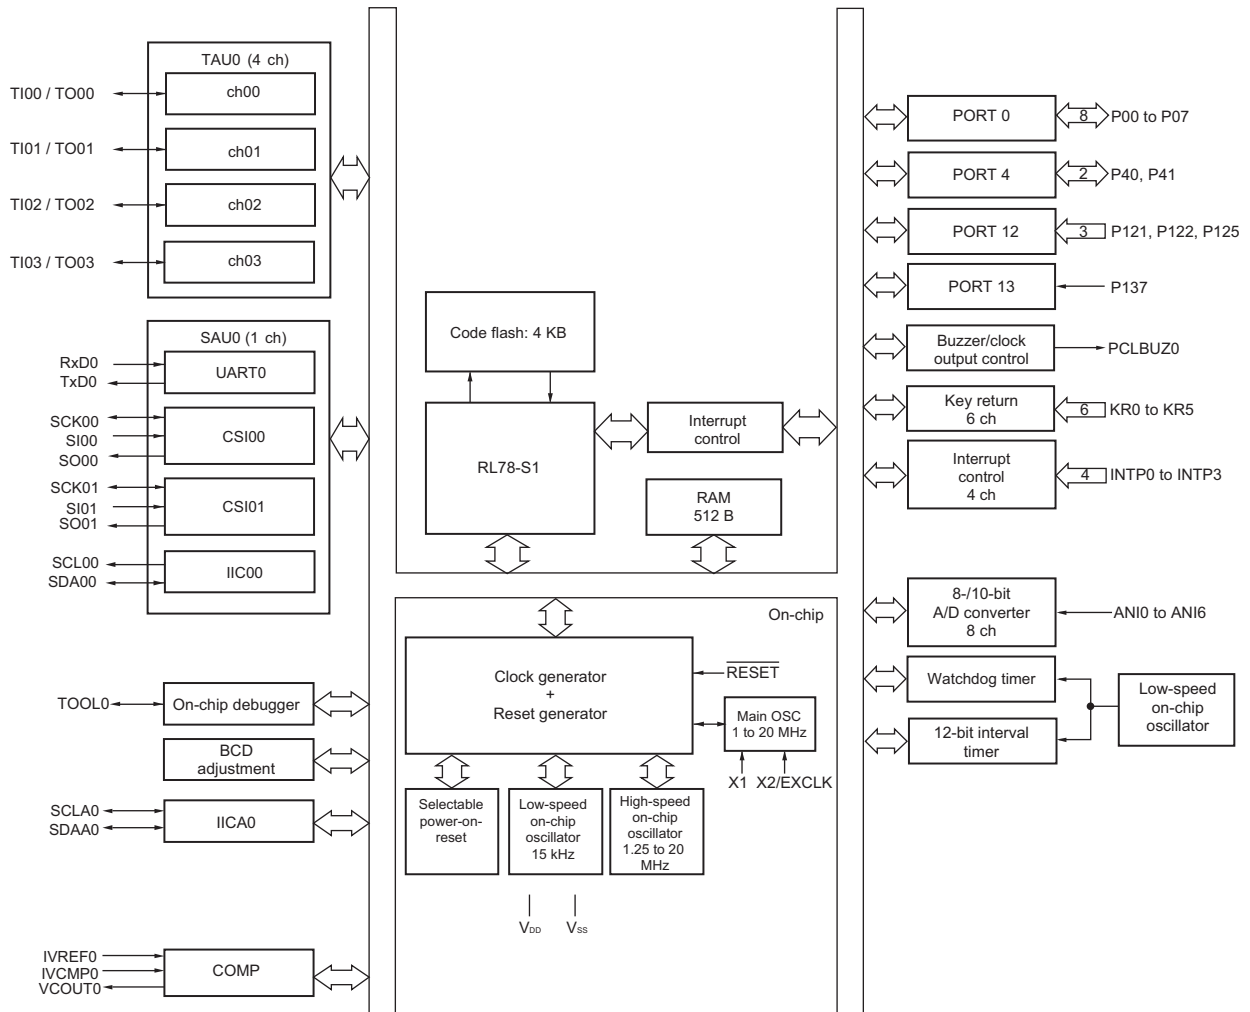 TAU0 (4 ch)
TI00 / TO00
ch00
TI01 / TO01
ch01
TI02 / TO02
ch02
TI03 / TO03
ch03
SAU0 (1 ch)
RxD0
TxD0
UART0
SCK00
SI00
SO00
CSI00
SCK01
SI01
SO01
CSI01
SCL00
SDA00
IIC00
TOOL0
On-chip debugger
BCD
adjustment
SCLA0
SDAA0
IICA0
IVREF0
IVCMP0
VCOUT0
COMP
Code flash: 4 KB
RL78-S1
Interrupt
control
RAM
512 B
On-chip
Clock generator
+
Reset generator
RESET
Main OSC
1 to 20 MHz
X1
X2/EXCLK
Selectable
power-on-
reset
Low-speed
on-chip
oscillator
15 kHz
High-speed
on-chip
oscillator
1.25 to 20
MHz
VDD
VSS
PORT 0
8
P00 to P07
PORT 4
2
P40, P41
PORT 12
3
P121, P122, P125
PORT 13
P137
Buzzer/clock
output control
PCLBUZ0
Key return
6 ch
6
KR0 to KR5
Interrupt
control
4 ch
4
INTP0 to INTP3
8-/10-bit
A/D converter
8 ch
ANI0 to ANI6
Watchdog timer
12-bit interval
timer
Low-speed
on-chip
oscillator